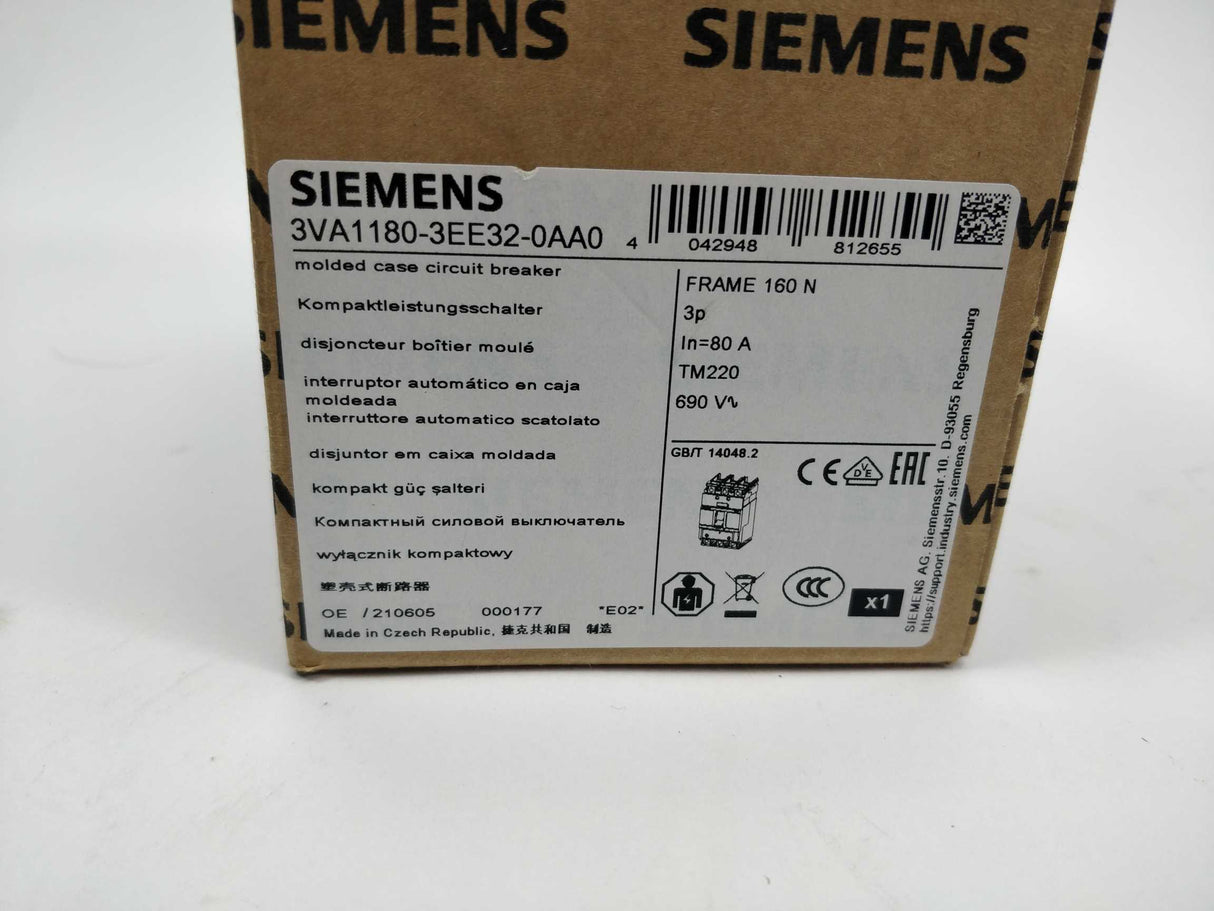 SIEMENS SIEMENS
SIEMENS
3VA1180-3EE32-0AA0
4 042948 812655
molded case circuit breaker
Kompaktleistungsschalter
disjoncteur boîtier moulé
interruptor automático en caja
moldeada
interruttore automatico scatolato
disjuntor em caixa moldada
kompakt güç şalteri
Компактный силовой выключатель
wyłącznik kompaktowy
塑壳式断路器
OE /210605 000177 "E02"
Made in Czech Republic, 捷克共和国 制造
FRAME 160 N
3p
In=80 A
TM220
690 V∿
GB/T 14048.2
CE VDE EAC
CCC
x1
SIEMENS AG. Siemensstr.10. D-93055 Regensburg
https://support.industry.siemens.com